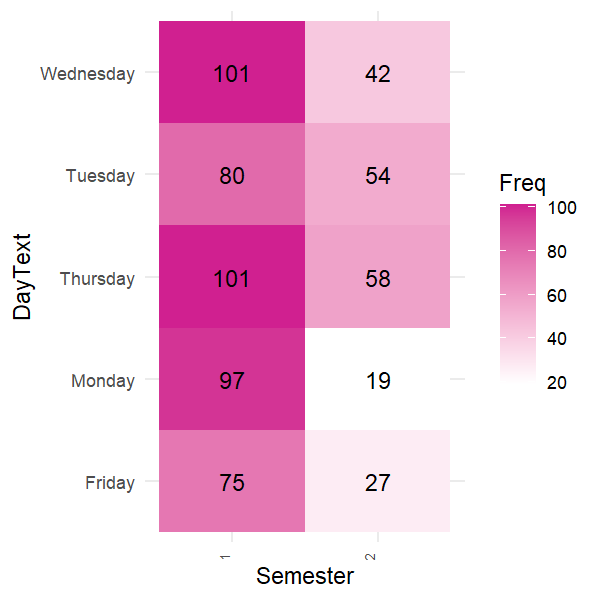 Wednesday 101 42
Tuesday 80 54
Thursday 101 58
Monday 97 19
Friday 75 27
1 2
Semester
DayText
Freq
100
80
60
40
20